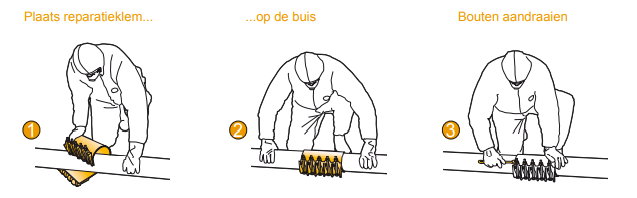 Plaats reparatieklem...
...op de buis
Bouten aandraaien
1
2
3